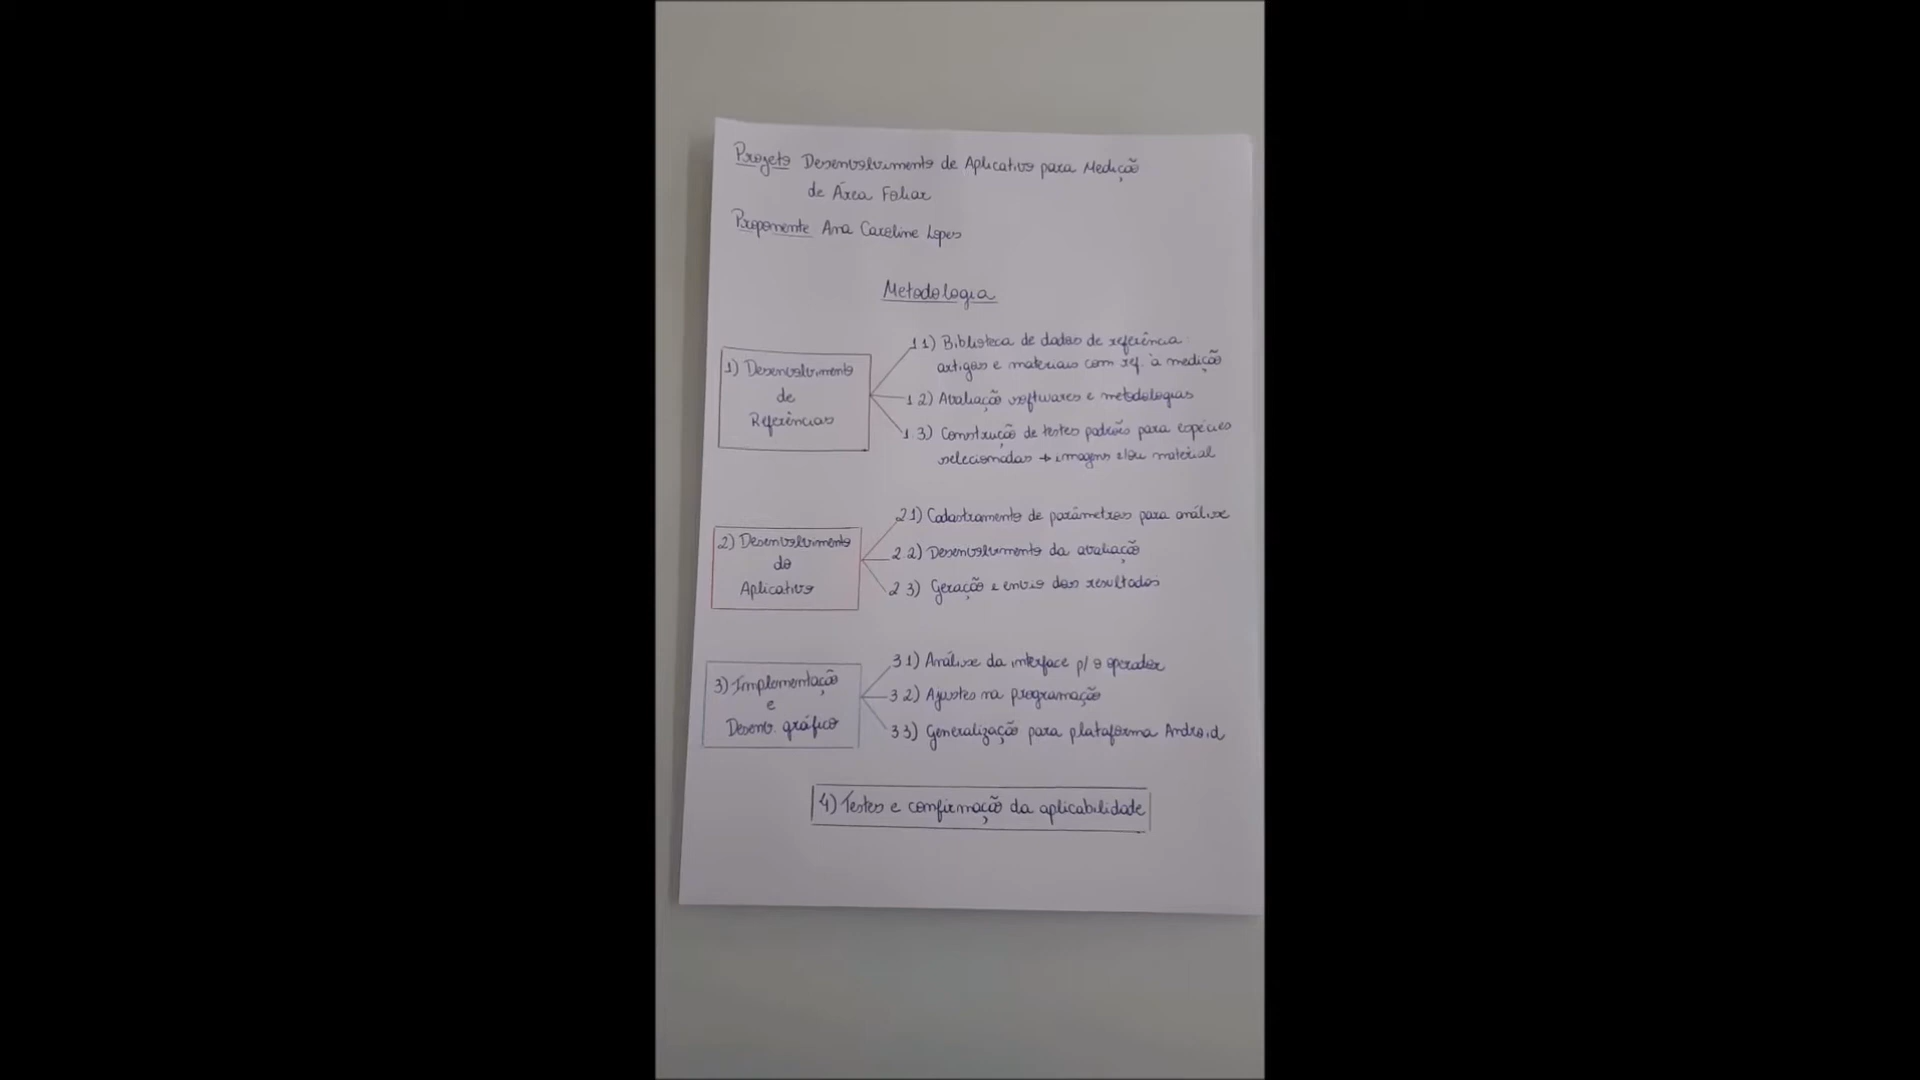 Projeto Desenvolvimento de Aplicativo para Medição
de Área Foliar
Proponente Ana Caroline Lopes
Metodologia
1) Desenvolvimento
de
Referências
1.1) Biblioteca de dados de referência:
artigos e materiais com ref. à medição
1.2) Avaliação softwares e metodologias
1.3) Construção de testes padrões para espécies
selecionadas → imagens e/ou material
2) Desenvolvimento
do
Aplicativo
2.1) Cadastramento de parâmetros para análise
2.2) Desenvolvimento da avaliação
2.3) Geração e envio dos resultados
3) Implementação
e
Desenv. gráfico
3.1) Análise da interface p/ o operador
3.2) Ajustes na programação
3.3) Generalização para plataforma Android
4) Testes e confirmação da aplicabilidade